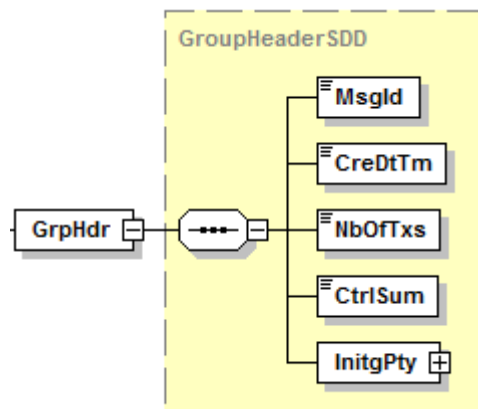 GroupHeaderSDD
MsgId
CreDtTm
GrpHdr
NbOfTxs
CtrlSum
InitgPty